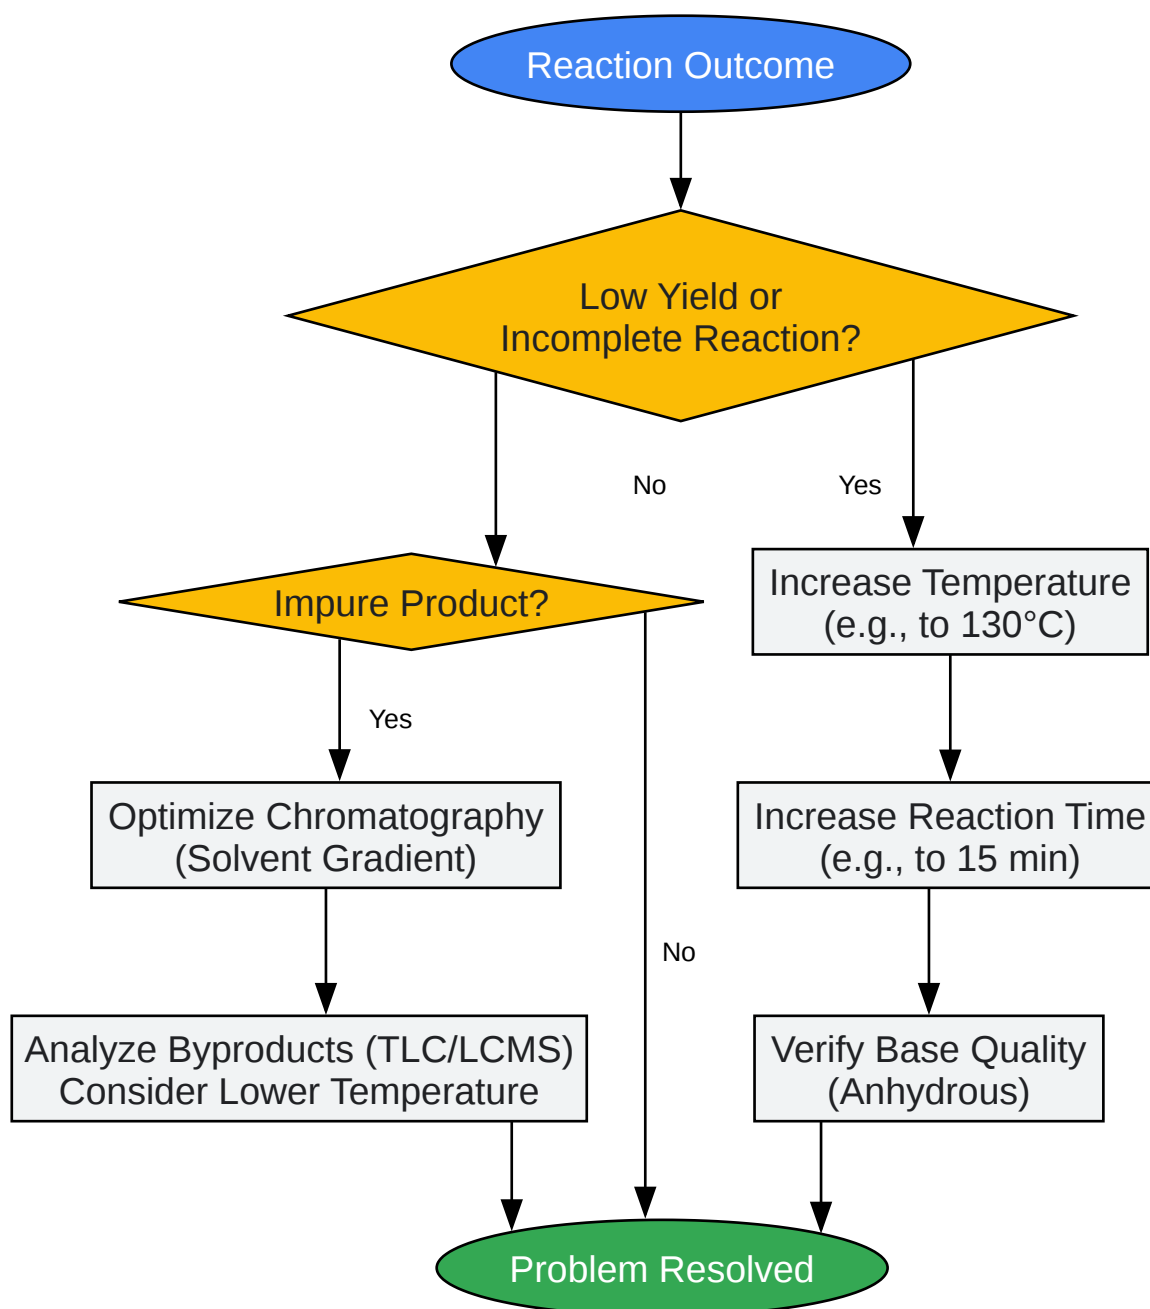 Reaction Outcome
Low Yield or
Incomplete Reaction?
No
Yes
Impure Product?
Increase Temperature
(e.g., to 130°C)
Yes
Optimize Chromatography
(Solvent Gradient)
Increase Reaction Time
(e.g., to 15 min)
No
Analyze Byproducts (TLC/LCMS)
Consider Lower Temperature
Verify Base Quality
(Anhydrous)
Problem Resolved